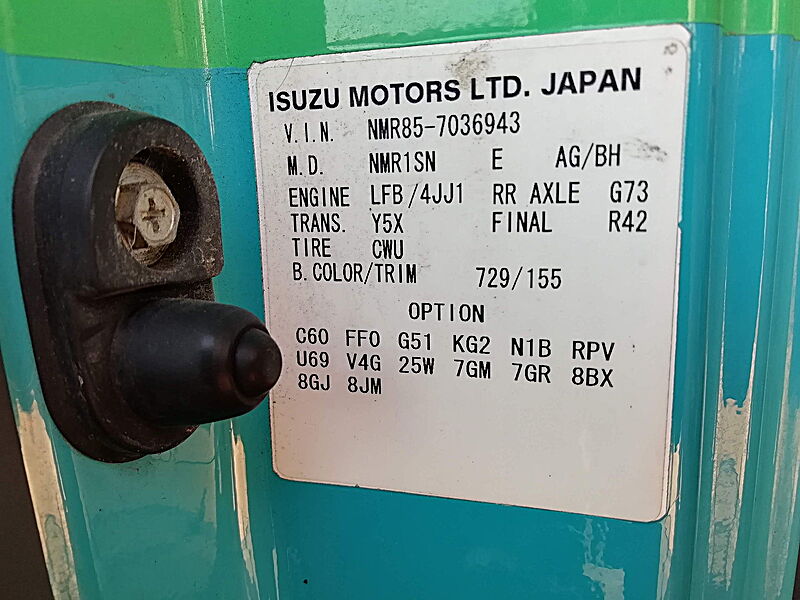 ISUZU MOTORS LTD. JAPAN
V.I.N. NMR85-7036943
M.D. NMR1SN E AG/BH
ENGINE LFB/4JJ1 RR AXLE G73
TRANS. Y5X FINAL R42
TIRE CWU
B.COLOR/TRIM 729/155
OPTION
C60 FF0 G51 KG2 N1B RPV
U69 V4G 25W 7GM 7GR 8BX
8GJ 8JM